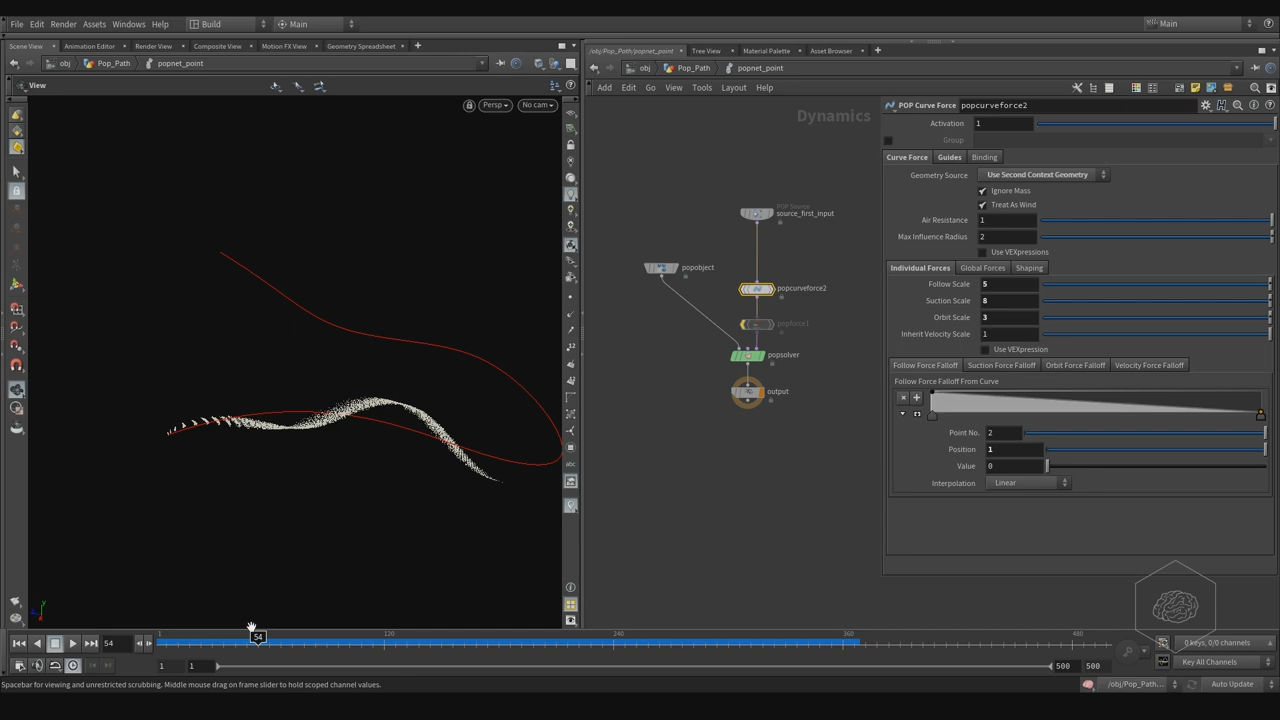 File Edit Render Assets Windows Help Build Main Main
Scene View Animation Editor Render View Composite View Motion FX View Geometry Spreadsheet
obj Pop_Path popnet_point
View
Persp No cam
abc
y
/obj/Pop_Path/popnet_point Tree View Material Palette Asset Browser
obj Pop_Path popnet_point
Add Edit Go View Tools Layout Help
Dynamics
POP Source
source_first_input
popobject
popcurveforce2
popforce1
popsolver
output
POP Curve Force popcurveforce2
Activation 1
Group
Curve Force Guides Binding
Geometry Source Use Second Context Geometry
Ignore Mass
Treat As Wind
Air Resistance 1
Max Influence Radius 2
Use VEXpressions
Individual Forces Global Forces Shaping
Follow Scale 5
Suction Scale 8
Orbit Scale 3
Inherit Velocity Scale 1
Use VEXpression
Follow Force Falloff Suction Force Falloff Orbit Force Falloff Velocity Force Falloff
Follow Force Falloff From Curve
Point No. 2
Position 1
Value 0
Interpolation Linear
54
1 54 120 240 360 480
0 keys, 0/0 channels
1 1 500 500
Key All Channels
Spacebar for viewing and unrestricted scrubbing. Middle mouse drag on frame slider to hold scoped channel values.
/obj/Pop_Path... Auto Update